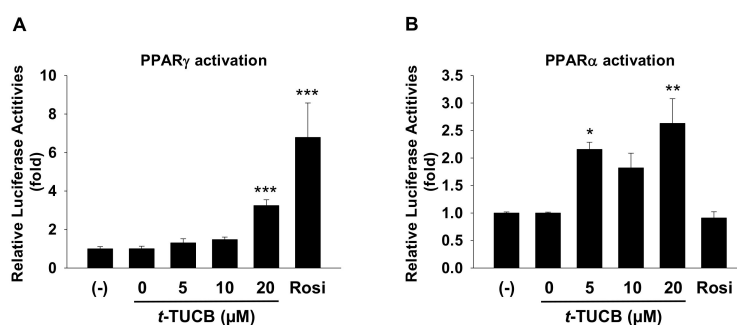 A
PPARγ activation
Relative Luciferase Actitivies
(fold)
10
8
6
4
2
0
***
***
(-) 0 5 10 20 Rosi
t-TUCB (µM)
B
PPARα activation
Relative Luciferase Actitivies
(fold)
3.5
3.0
2.5
2.0
1.5
1.0
0.5
0.0
*
**
(-) 0 5 10 20 Rosi
t-TUCB (µM)